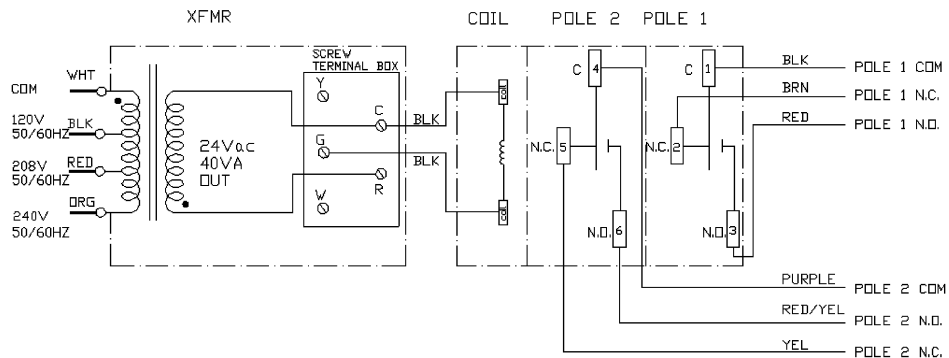 XFMR
COIL
POLE 2
POLE 1
SCREW
TERMINAL BOX
COM
WHT
120V
50/60HZ
BLK
208V
50/60HZ
RED
240V
50/60HZ
ORG
24Vac
40VA
OUT
Y
C
G
R
W
BLK
BLK
coil
coil
C 4
N.C. 5
N.O. 6
C 1
N.C. 2
N.O. 3
BLK POLE 1 COM
BRN POLE 1 N.C.
RED POLE 1 N.O.
PURPLE POLE 2 COM
RED/YEL POLE 2 N.O.
YEL POLE 2 N.C.